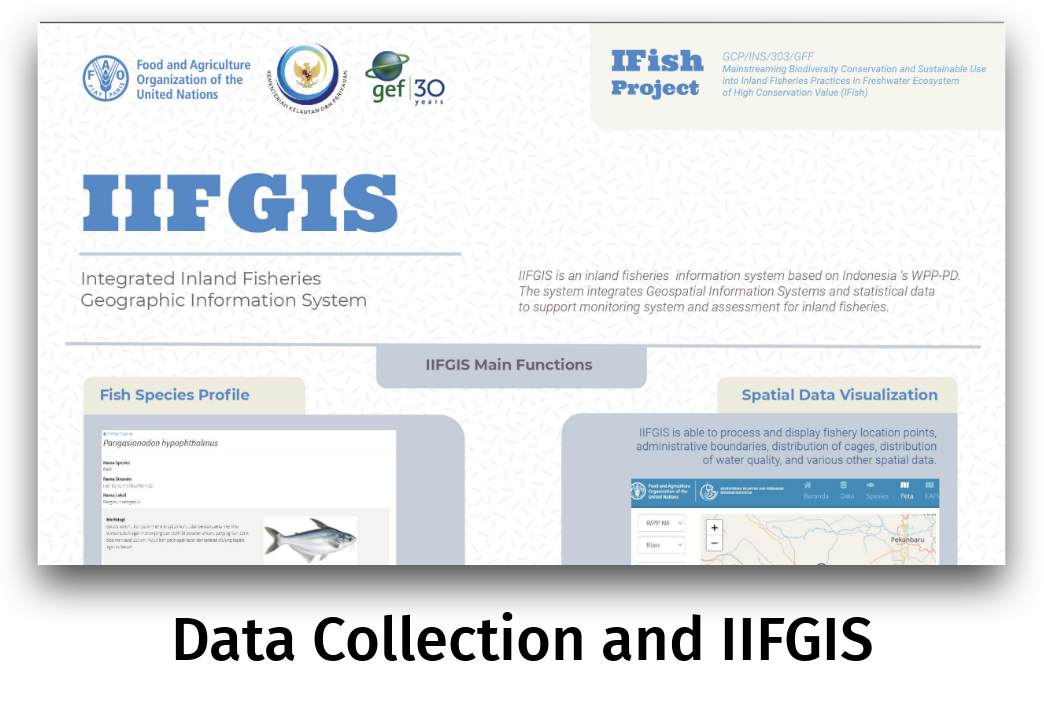 Food and Agriculture
Organization of the
United Nations
KEMENTERIAN KELAUTAN DAN PERIKANAN
gef 30
years
IFish
Project
GCP/INS/303/GFF
Mainstreaming Biodiversity Conservation and Sustainable Use
into Inland Fisheries Practices in Freshwater Ecosystem
of High Conservation Value (IFish)
IIFGIS
Integrated Inland Fisheries
Geographic Information System
IIFGIS is an inland fisheries information system based on Indonesia 's WPP-PD.
The system integrates Geospatial Information Systems and statistical data
to support monitoring system and assessment for inland fisheries.
IIFGIS Main Functions
Fish Species Profile
Pangasianodon hypophthalmus
Nama Spesies
Nama Sinonim
Nama Lokal
Morfologi
Spatial Data Visualization
IIFGIS is able to process and display fishery location points,
administrative boundaries, distribution of cages, distribution
of water quality, and various other spatial data.
Food and Agriculture
Organization of the
United Nations
Beranda Data Species Peta EAFM
WPP NR
Riau
+
−
Pekanbaru
Data Collection and IIFGIS